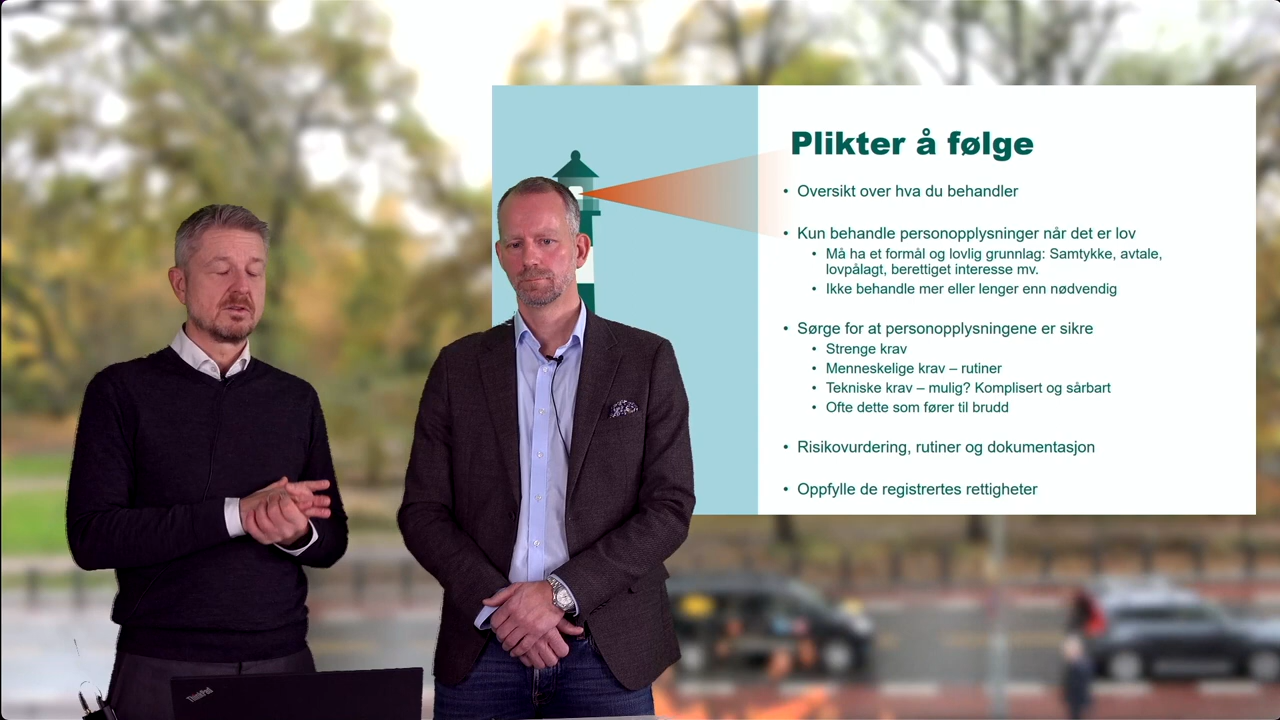 Plikter å følge
• Oversikt over hva du behandler
• Kun behandle personopplysninger når det er lov
• Må ha et formål og lovlig grunnlag: Samtykke, avtale,
lovpålagt, berettiget interesse mv.
• Ikke behandle mer eller lenger enn nødvendig
• Sørge for at personopplysningene er sikre
• Strenge krav
• Menneskelige krav – rutiner
• Tekniske krav – mulig? Komplisert og sårbart
• Ofte dette som fører til brudd
• Risikovurdering, rutiner og dokumentasjon
• Oppfylle de registrertes rettigheter
ThinkPad